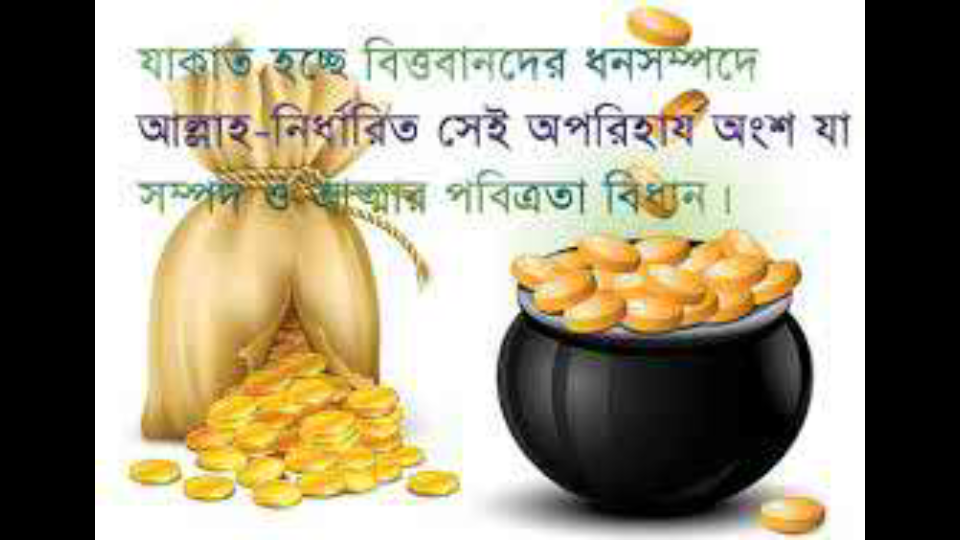 যাকাত হচ্ছে বিত্তবানদের ধনসম্পদে
আল্লাহ-নির্ধারিত সেই অপরিহার্য অংশ যা
সম্পদ ও আত্মার পবিত্রতা বিধান।